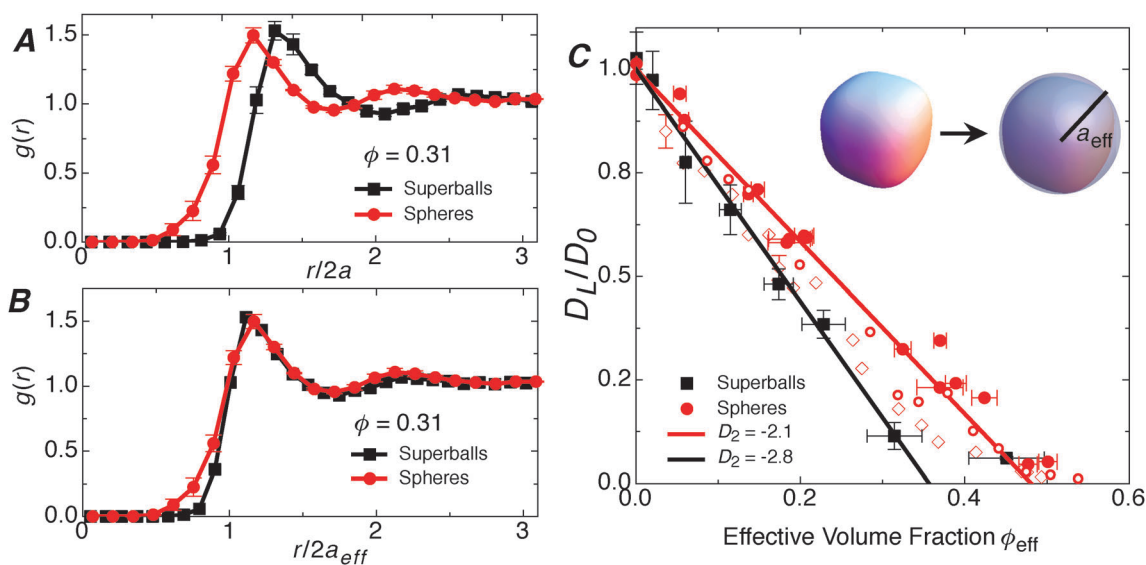 A
1.5
1.0
0.5
0.0
g(r)
ϕ = 0.31
Superballs
Spheres
0
1
2
3
r/2a
B
1.5
1.0
0.5
0.0
g(r)
ϕ = 0.31
Superballs
Spheres
0
1
2
3
r/2a_eff
C
1.0
0.8
0.5
0.2
0.0
D_L/D_0
a_eff
Superballs
Spheres
D_2 = -2.1
D_2 = -2.8
0.0
0.2
0.4
0.6
Effective Volume Fraction ϕ_eff